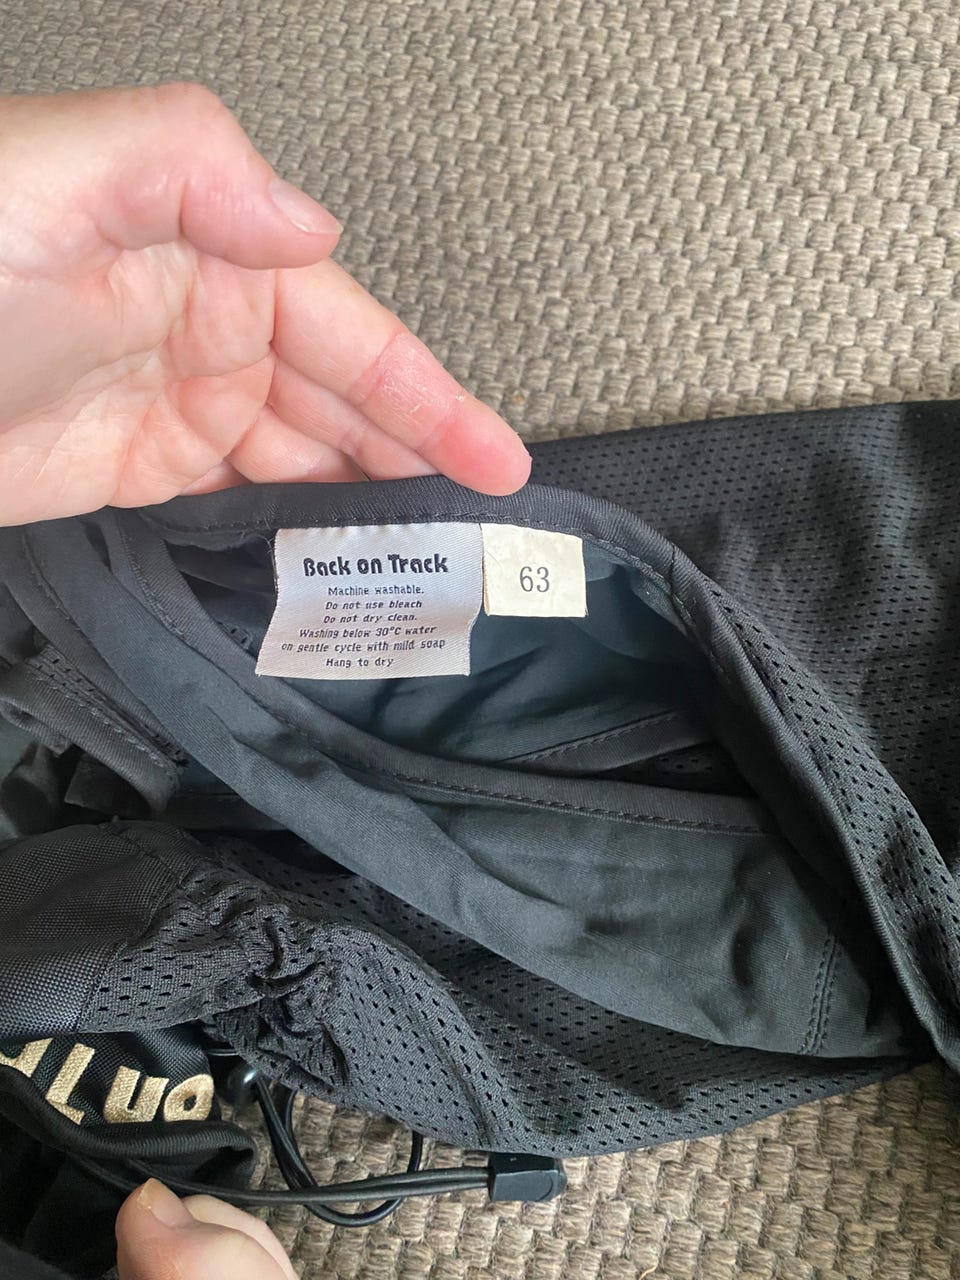 Back on Track
Machine washable.
Do not use bleach
Do not dry clean.
Washing below 30°C water
on gentle cycle with mild soap
Hang to dry
63
on